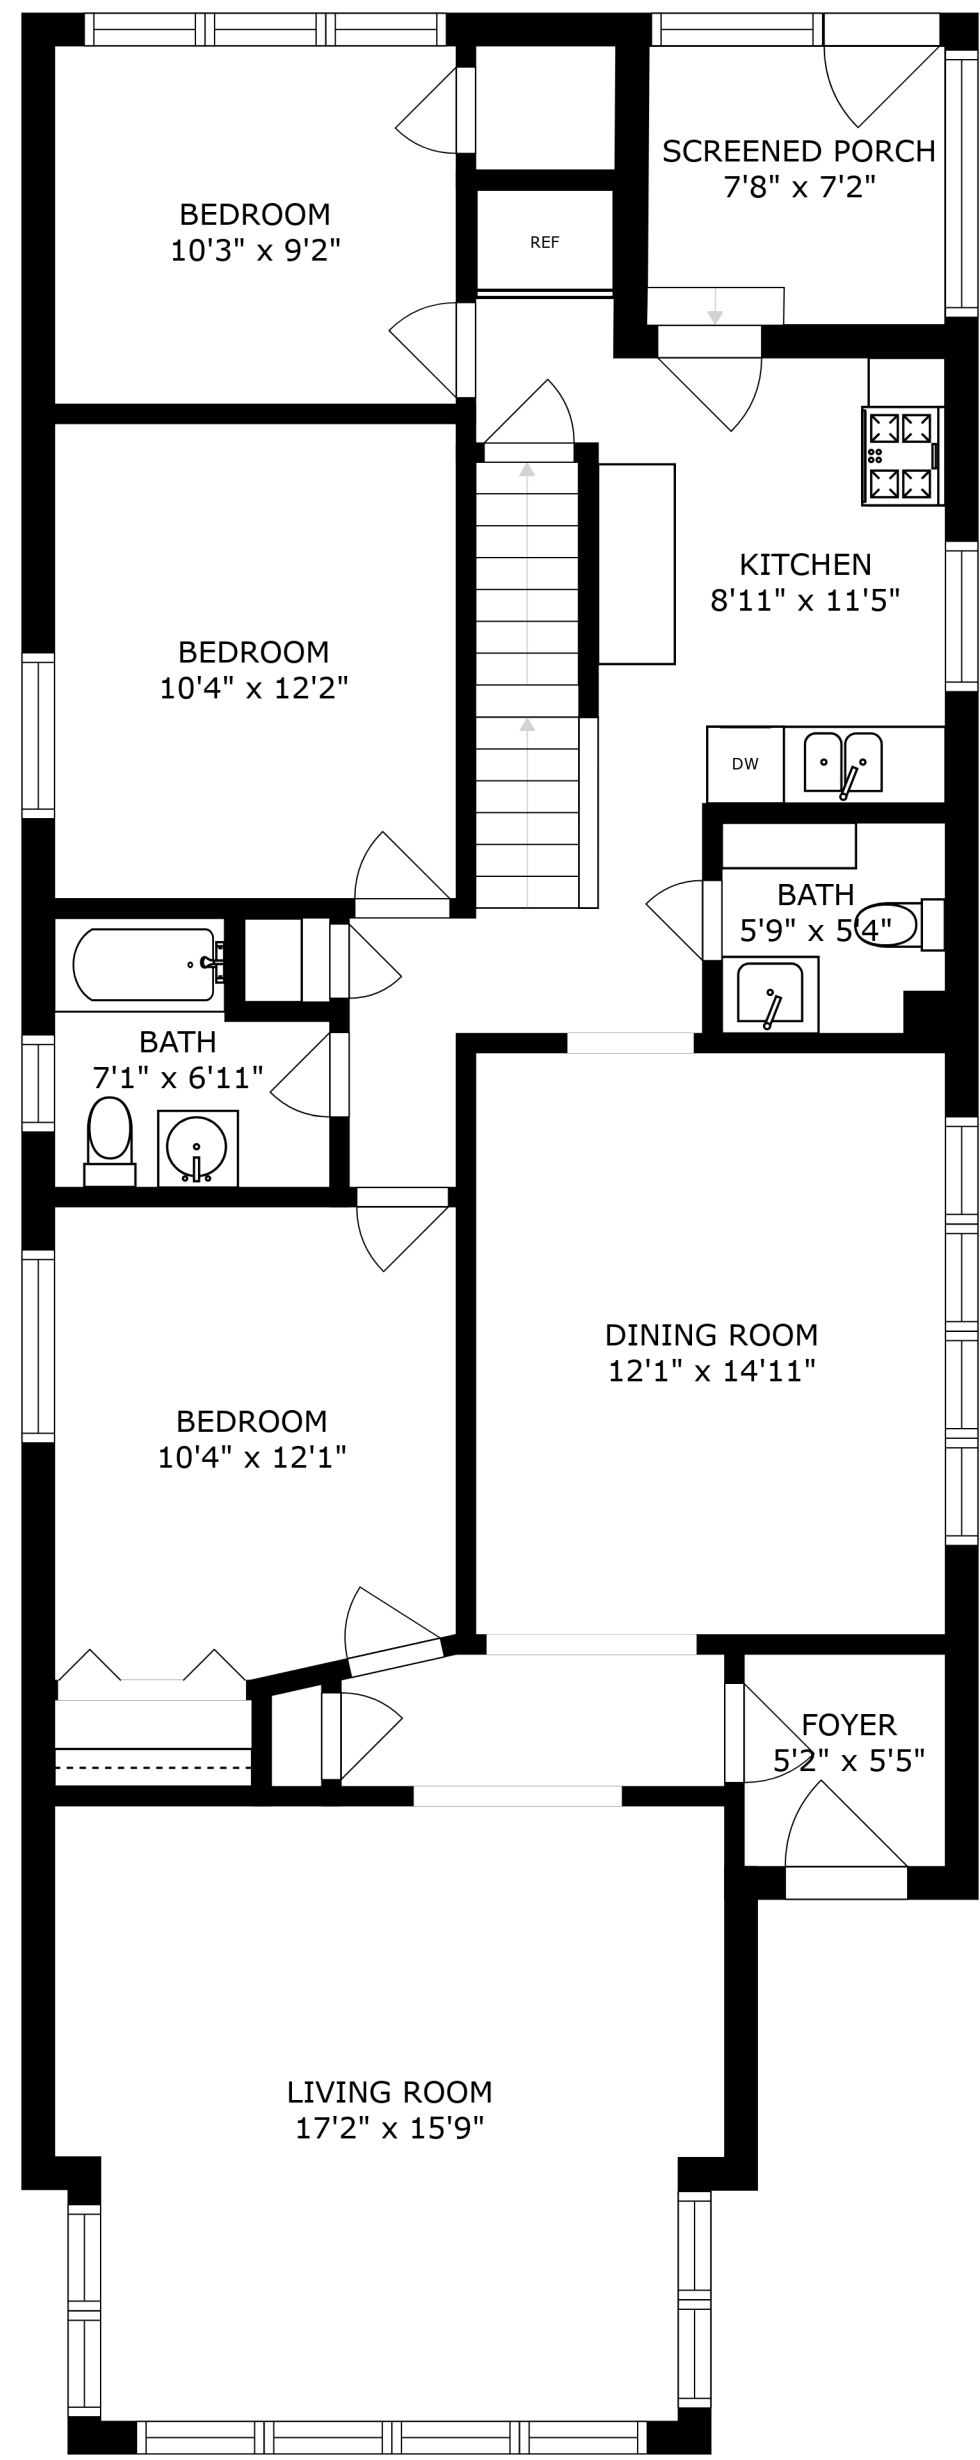 SCREENED PORCH
7'8" x 7'2"
BEDROOM
10'3" x 9'2"
REF
KITCHEN
8'11" x 11'5"
BEDROOM
10'4" x 12'2"
DW
BATH
5'9" x 5'4"
BATH
7'1" x 6'11"
DINING ROOM
12'1" x 14'11"
BEDROOM
10'4" x 12'1"
FOYER
5'2" x 5'5"
LIVING ROOM
17'2" x 15'9"